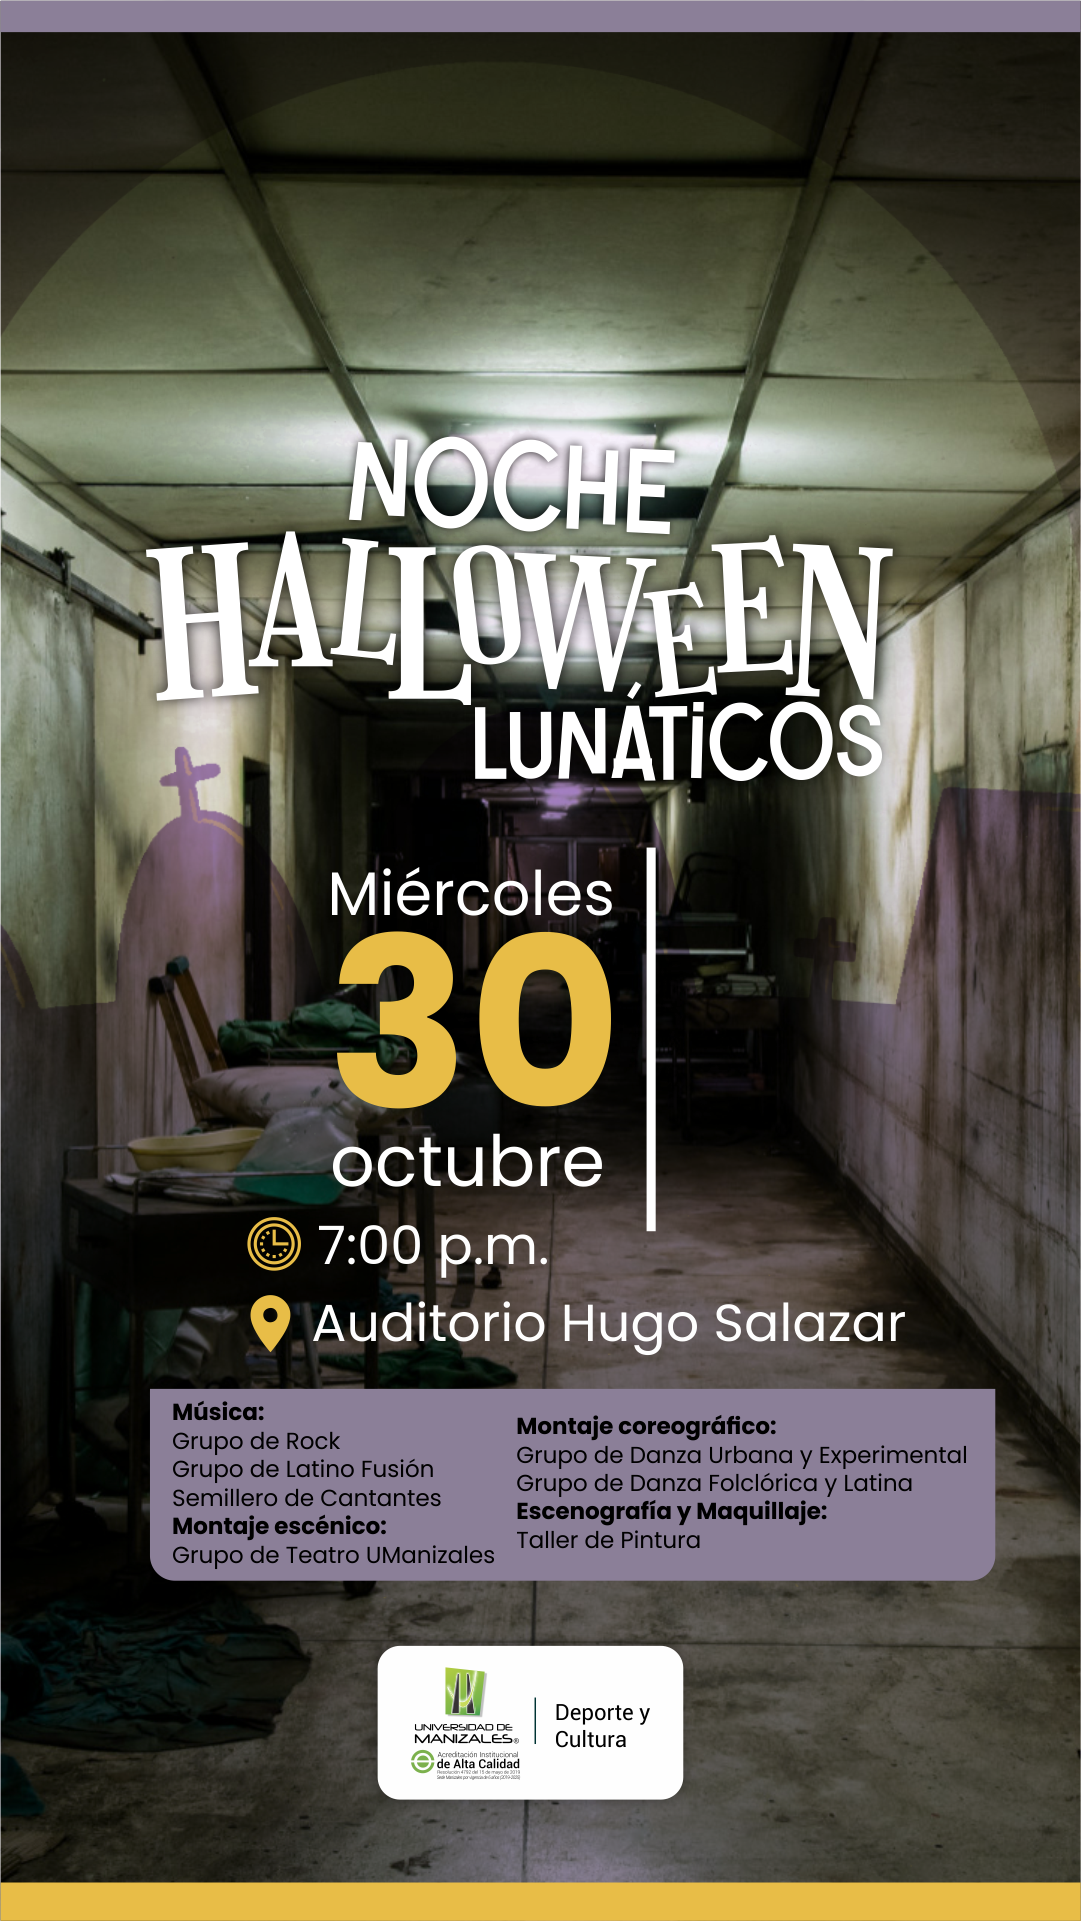 NOCHE
HALLOWEEN
LUNÁTICOS
Miércoles
30
octubre
7:00 p.m.
Auditorio Hugo Salazar
Música:
Grupo de Rock
Grupo de Latino Fusión
Semillero de Cantantes
Montaje escénico:
Grupo de Teatro UManizales
Montaje coreográfico:
Grupo de Danza Urbana y Experimental
Grupo de Danza Folclórica y Latina
Escenografía y Maquillaje:
Taller de Pintura
UNIVERSIDAD DE
MANIZALES®
Acreditación Institucional
de Alta Calidad
Deporte y
Cultura